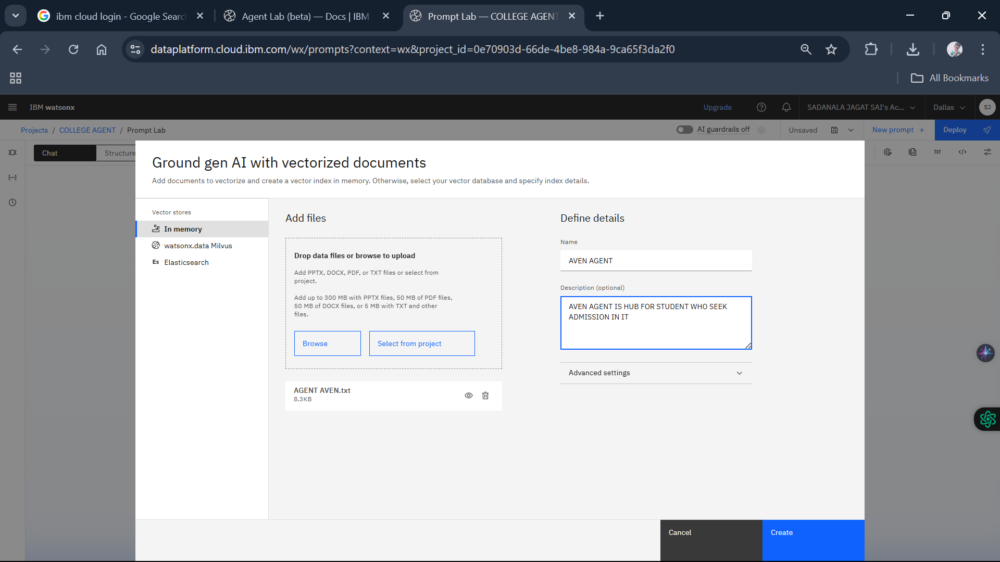 ibm cloud login - Google Searc
Agent Lab (beta) — Docs | IBM
Prompt Lab — COLLEGE AGENT
dataplatform.cloud.ibm.com/wx/prompts?context=wx&project_id=0e70903d-66de-4be8-984a-9ca65f3da2f0
All Bookmarks
IBM watsonx
Upgrade
SADANALA JAGAT SAI's Ac...
Dallas
SJ
Projects / COLLEGE AGENT / Prompt Lab
AI guardrails off
Unsaved
New prompt +
Deploy
Chat
Structure
TXT
Ground gen AI with vectorized documents
Add documents to vectorize and create a vector index in memory. Otherwise, select your vector database and specify index details.
Vector stores
In memory
watsonx.data Milvus
Es Elasticsearch
Add files
Drop data files or browse to upload
Add PPTX, DOCX, PDF, or TXT files or select from
project.
Add up to 300 MB with PPTX files, 50 MB of PDF files,
50 MB of DOCX files, or 5 MB with TXT and other
files.
Browse
Select from project
AGENT AVEN.txt
8.3KB
Define details
Name
AVEN AGENT
Description (optional)
AVEN AGENT IS HUB FOR STUDENT WHO SEEK
ADMISSION IN IT
Advanced settings
Cancel
Create